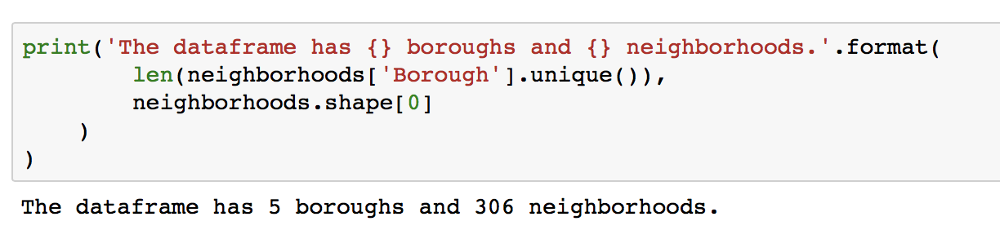 print('The dataframe has {} boroughs and {} neighborhoods.'.format(
        len(neighborhoods['Borough'].unique()),
        neighborhoods.shape[0]
    )
)
The dataframe has 5 boroughs and 306 neighborhoods.